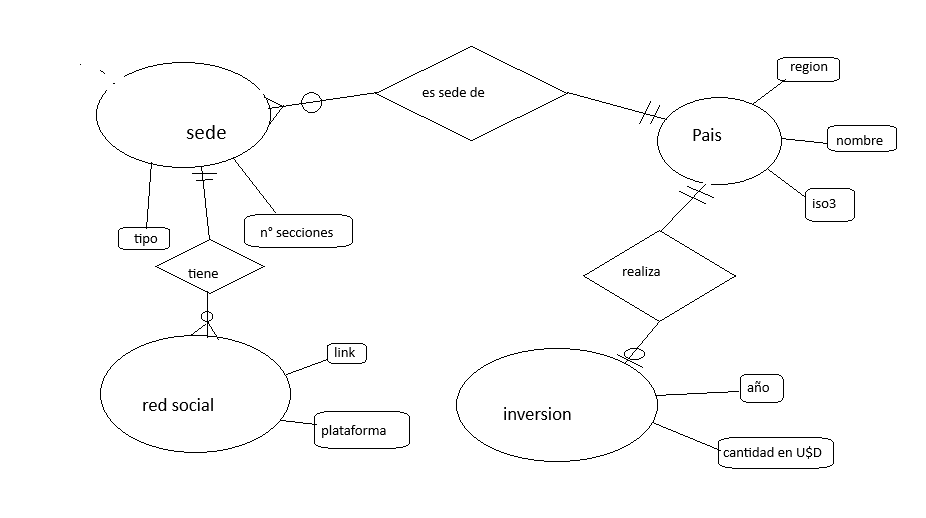 region
es sede de
sede
Pais
nombre
iso3
tipo
n° secciones
tiene
realiza
link
red social
plataforma
inversion
año
cantidad en U$D